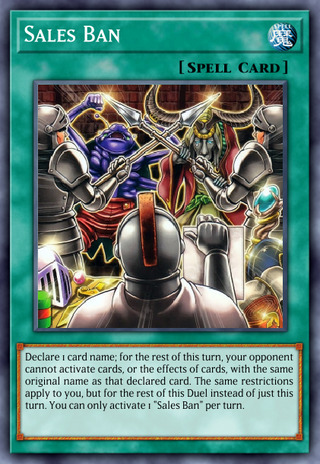 Sales Ban
[SPELL CARD]
Declare 1 card name; for the rest of this turn, your opponent
cannot activate cards, or the effects of cards, with the same
original name as that declared card. The same restrictions
apply to you, but for the rest of this Duel instead of just this
turn. You can only activate 1 "Sales Ban" per turn.